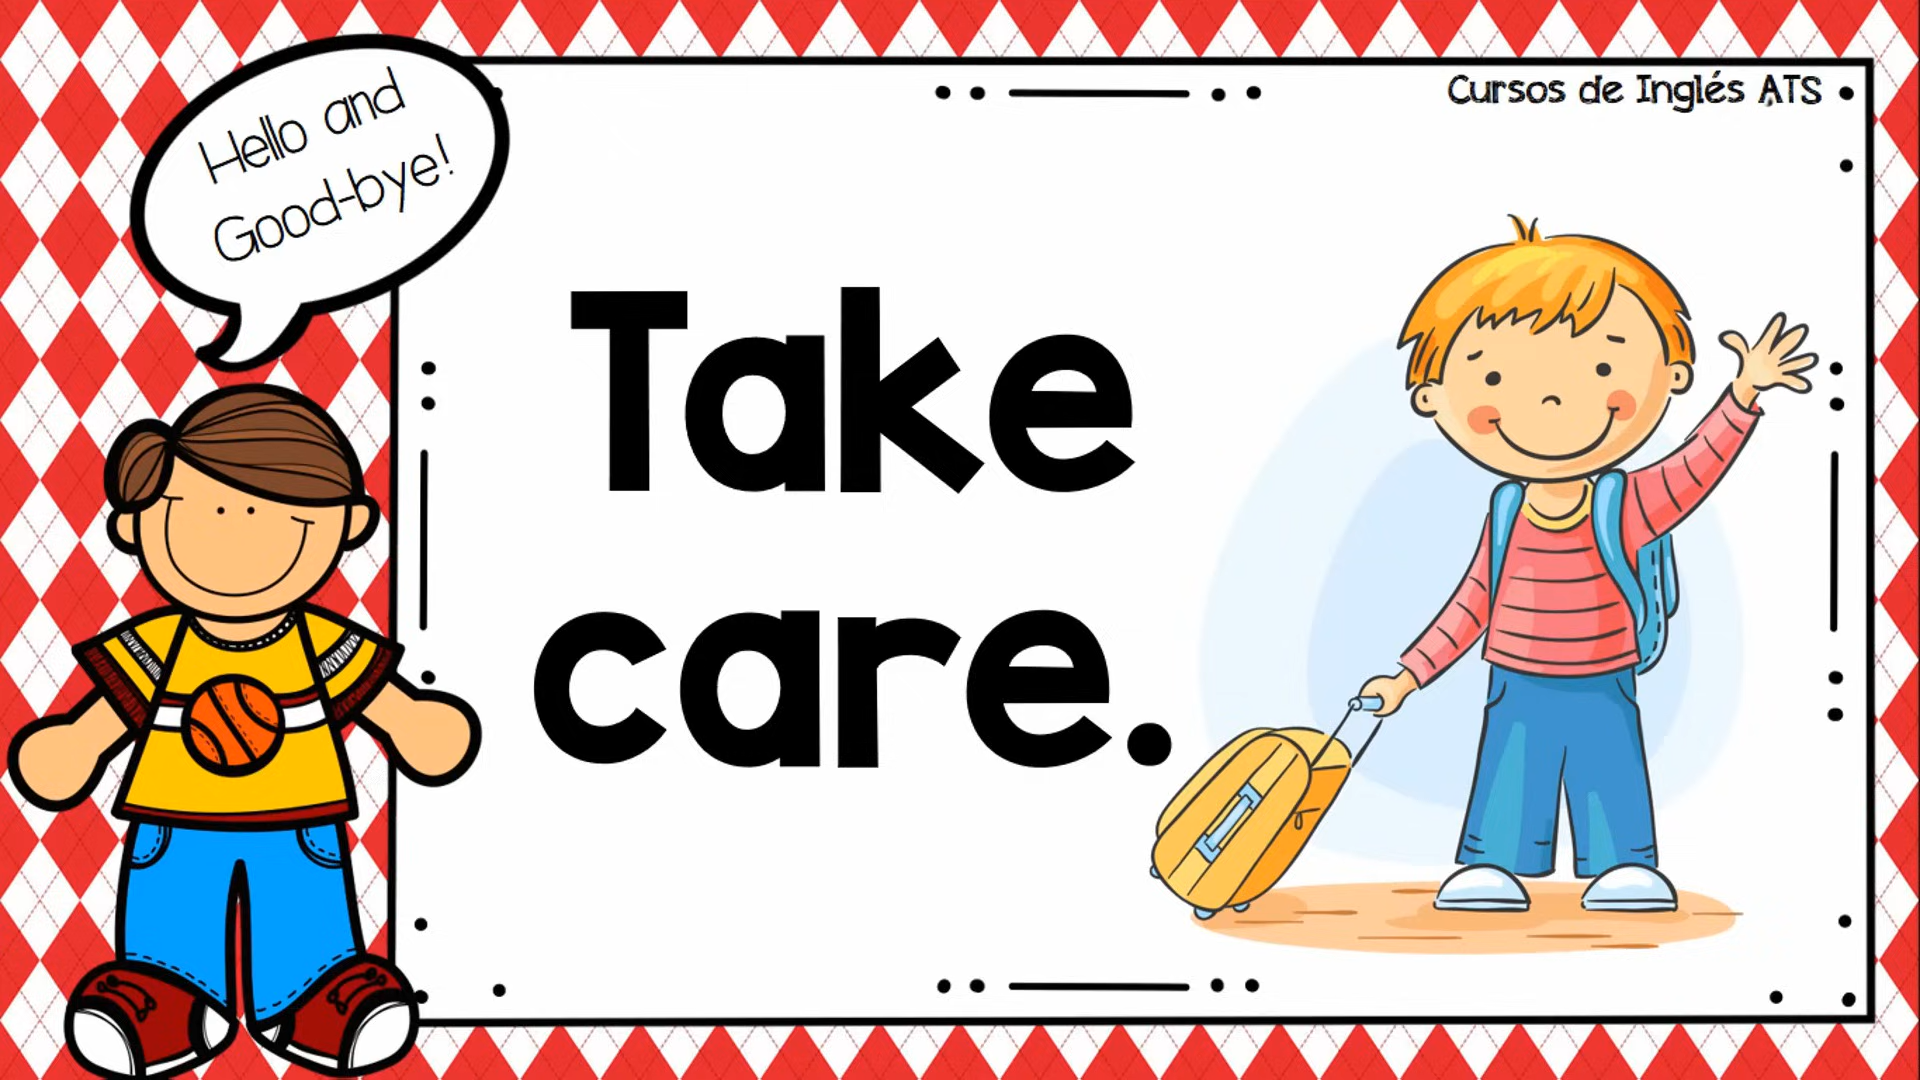 Hello and
Good-bye!
Cursos de Inglés ATS
Take
care.